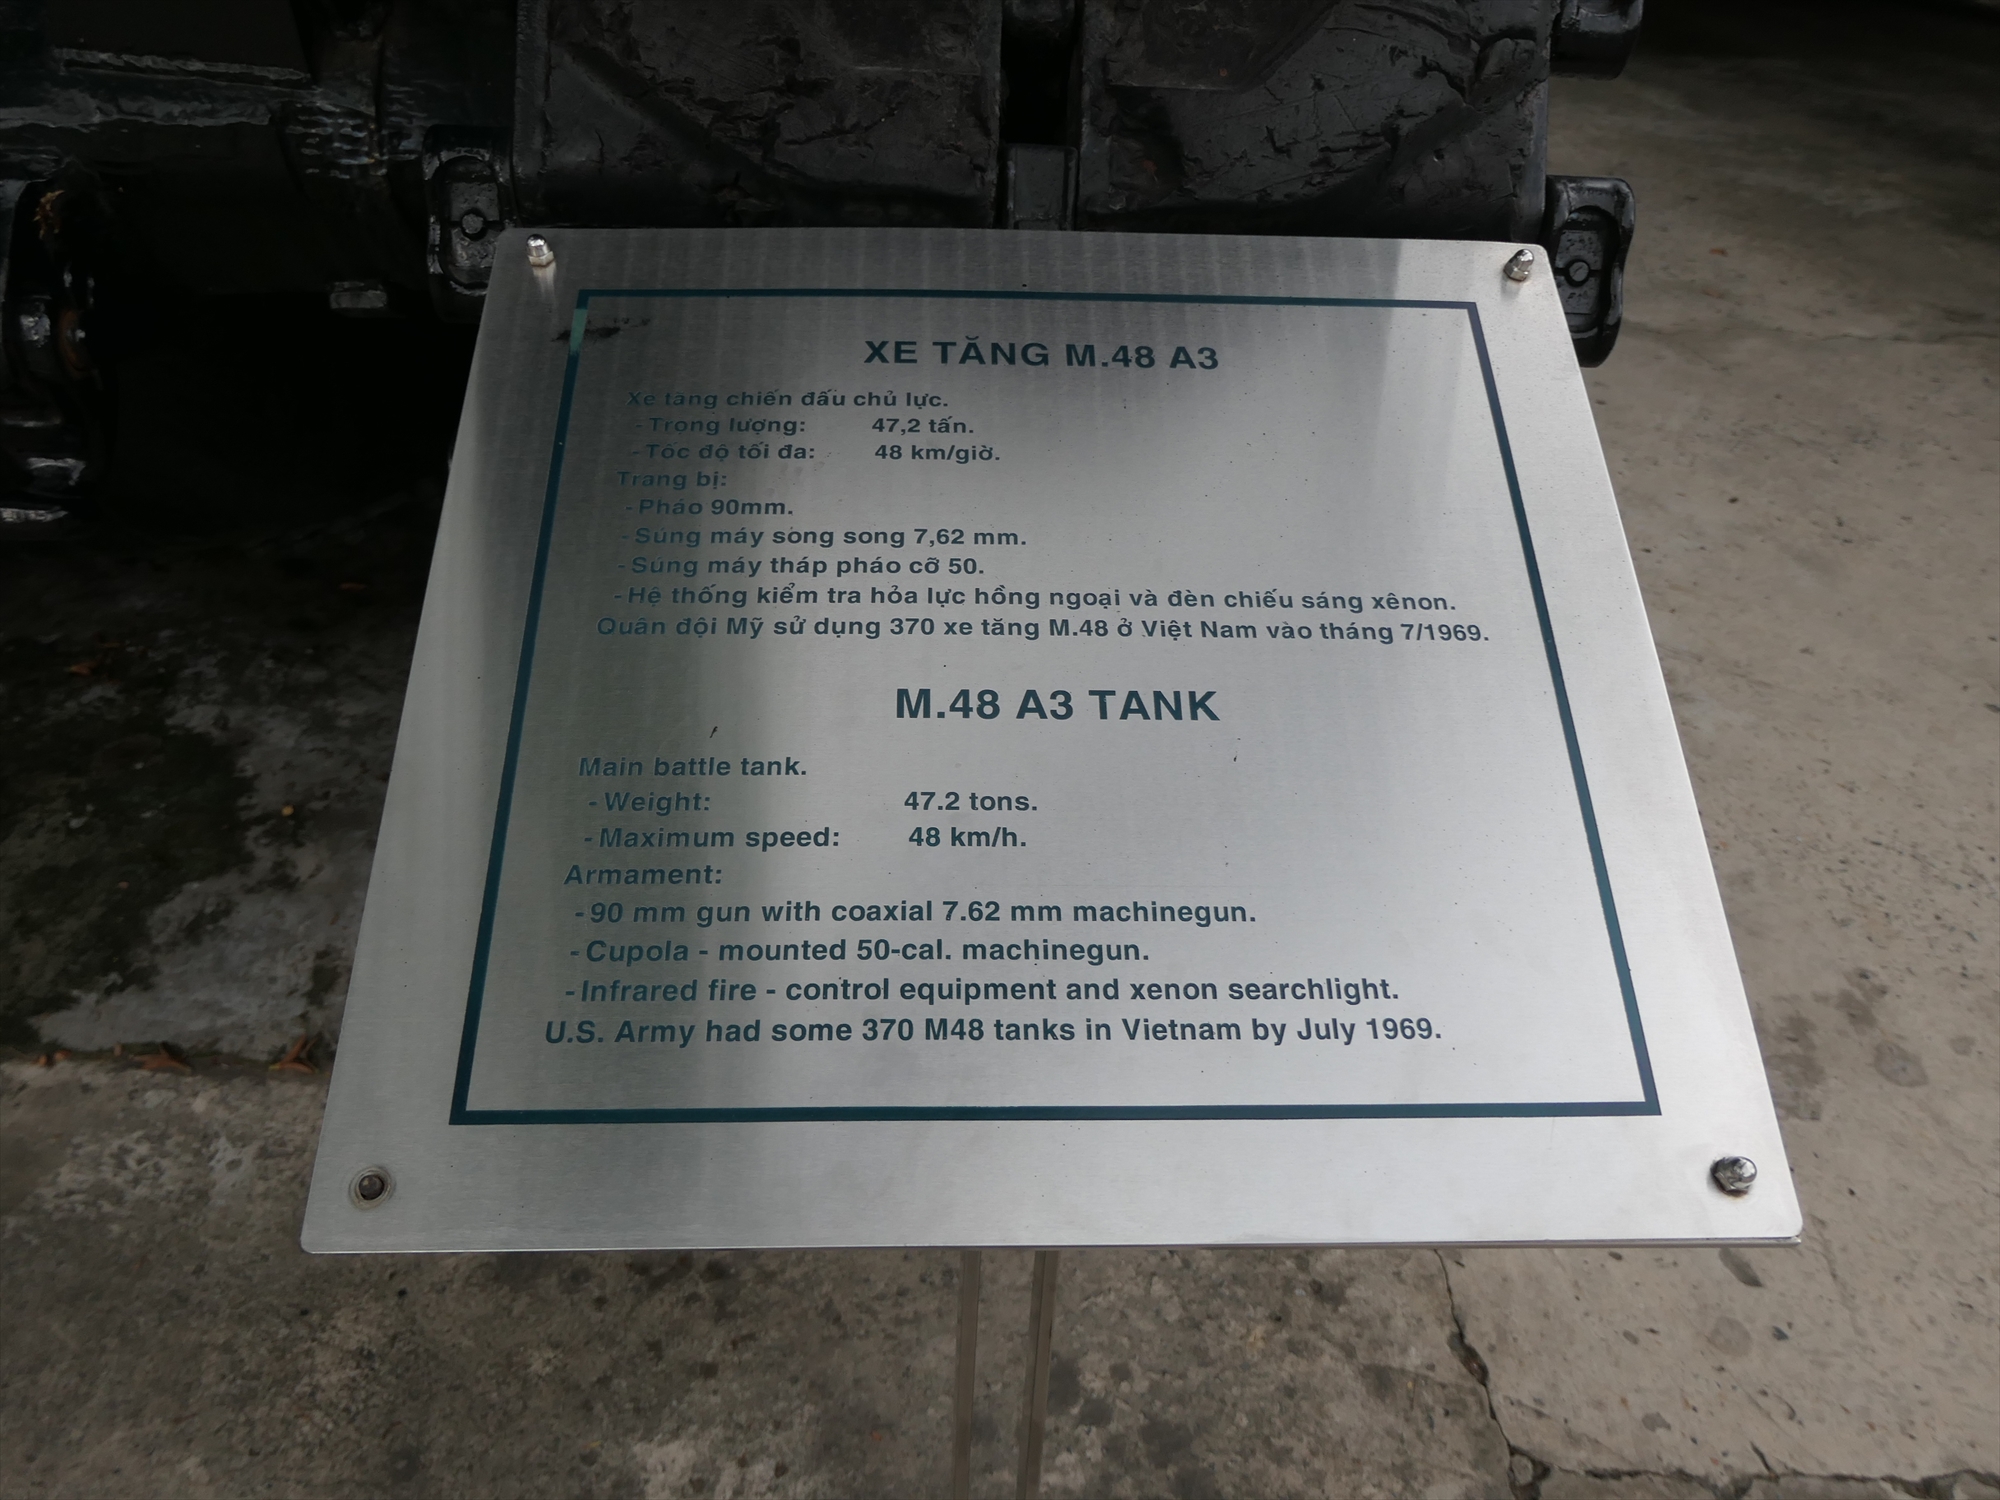 XE TĂNG M.48 A3
Xe tăng chiến đấu chủ lực.
- Trọng lượng: 47,2 tấn.
- Tốc độ tối đa: 48 km/giờ.
Trang bị:
- Pháo 90mm.
- Súng máy song song 7,62 mm.
- Súng máy tháp pháo cỡ 50.
- Hệ thống kiểm tra hỏa lực hồng ngoại và đèn chiếu sáng xênon.
Quân đội Mỹ sử dụng 370 xe tăng M.48 ở Việt Nam vào tháng 7/1969.
M.48 A3 TANK
Main battle tank.
- Weight: 47.2 tons.
- Maximum speed: 48 km/h.
Armament:
- 90 mm gun with coaxial 7.62 mm machinegun.
- Cupola - mounted 50-cal. machinegun.
- Infrared fire - control equipment and xenon searchlight.
U.S. Army had some 370 M48 tanks in Vietnam by July 1969.